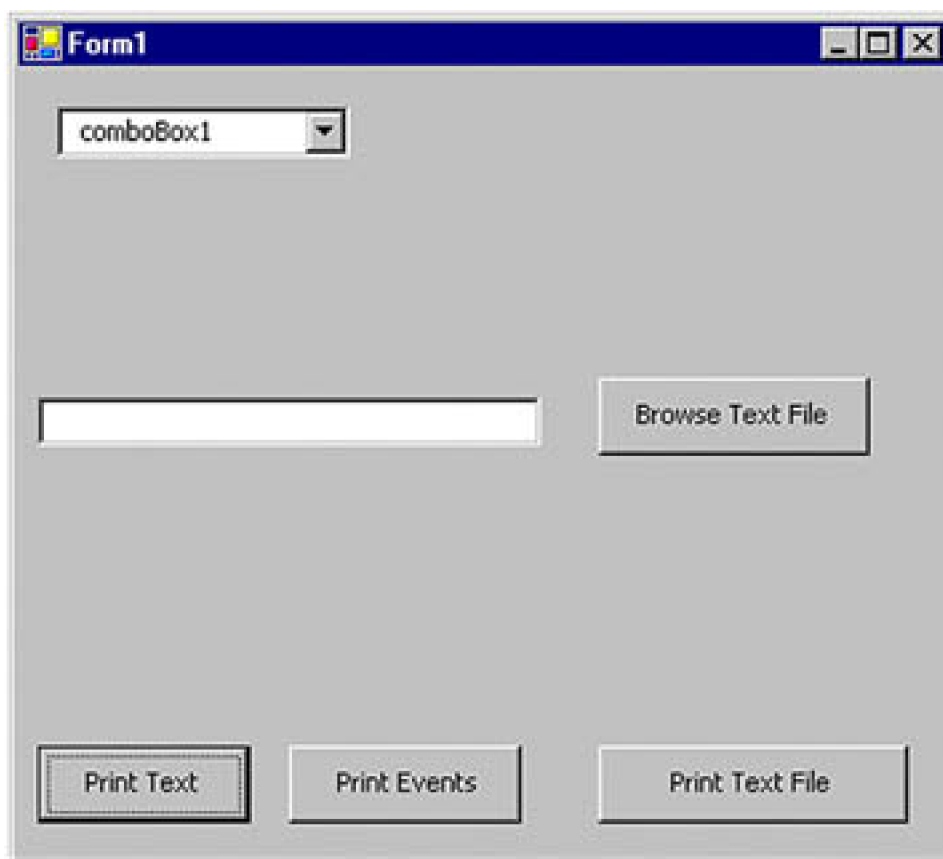 Form1
comboBox1
Browse Text File
Print Text
Print Events
Print Text File